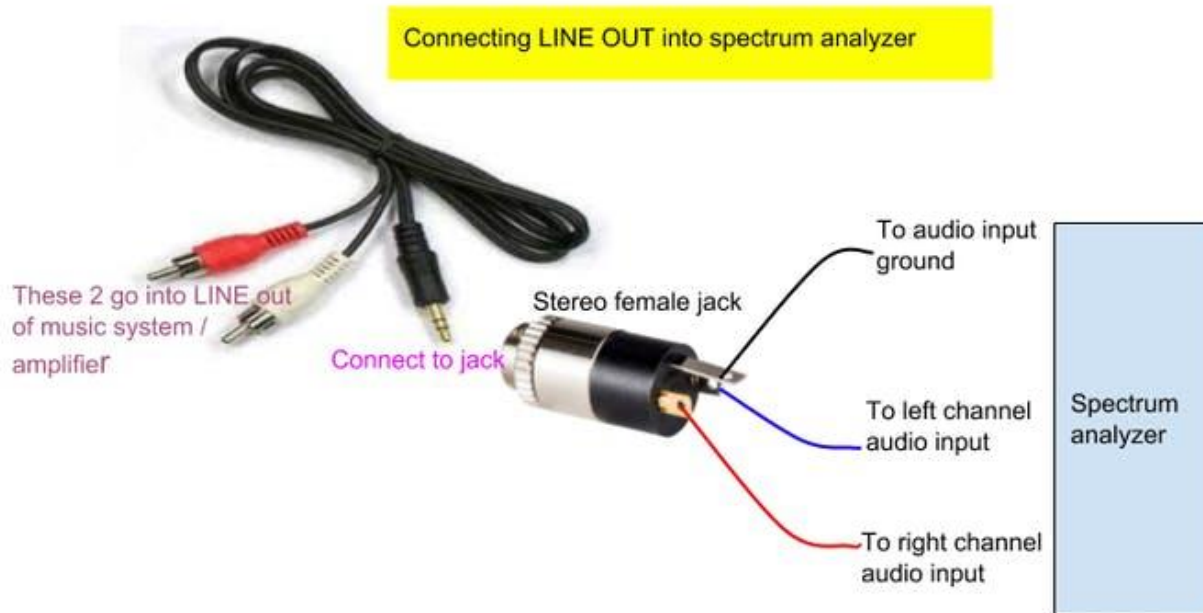 Connecting LINE OUT into spectrum analyzer
To audio input
ground
These 2 go into LINE out
of music system /
amplifier
Stereo female jack
Connect to jack
To left channel
audio input
Spectrum
analyzer
To right channel
audio input